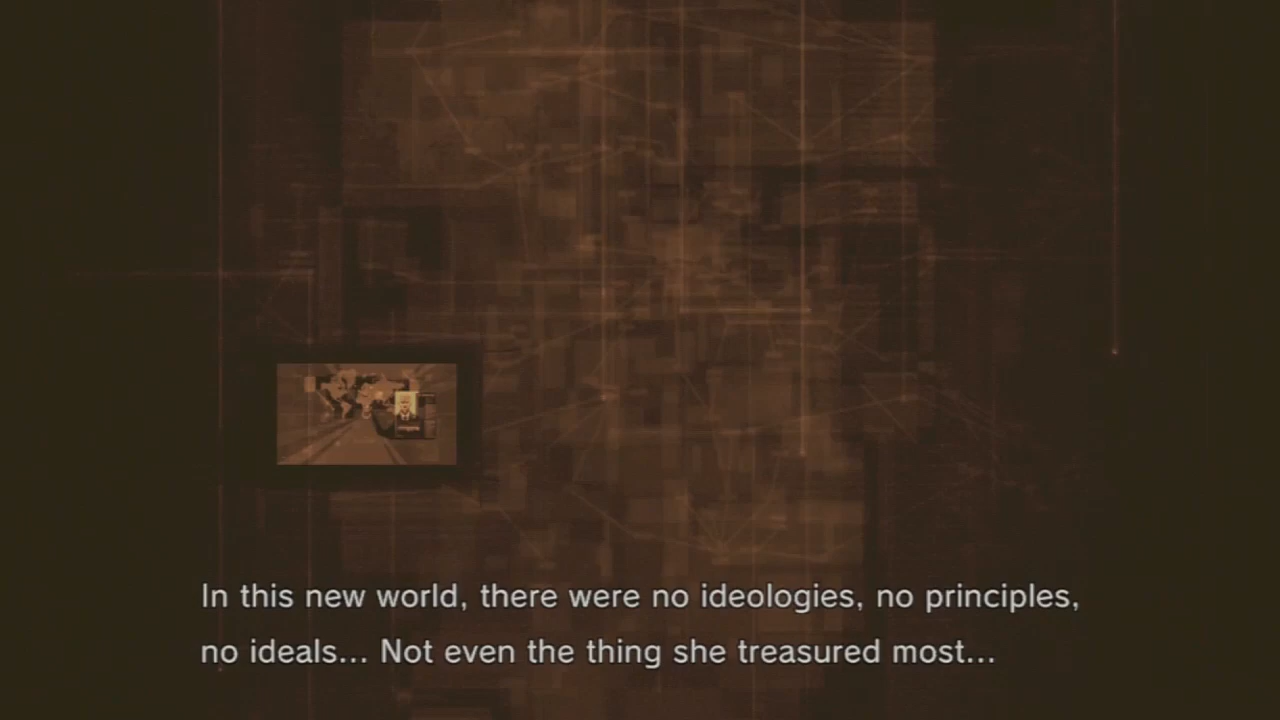 In this new world, there were no ideologies, no principles,
no ideals... Not even the thing she treasured most...